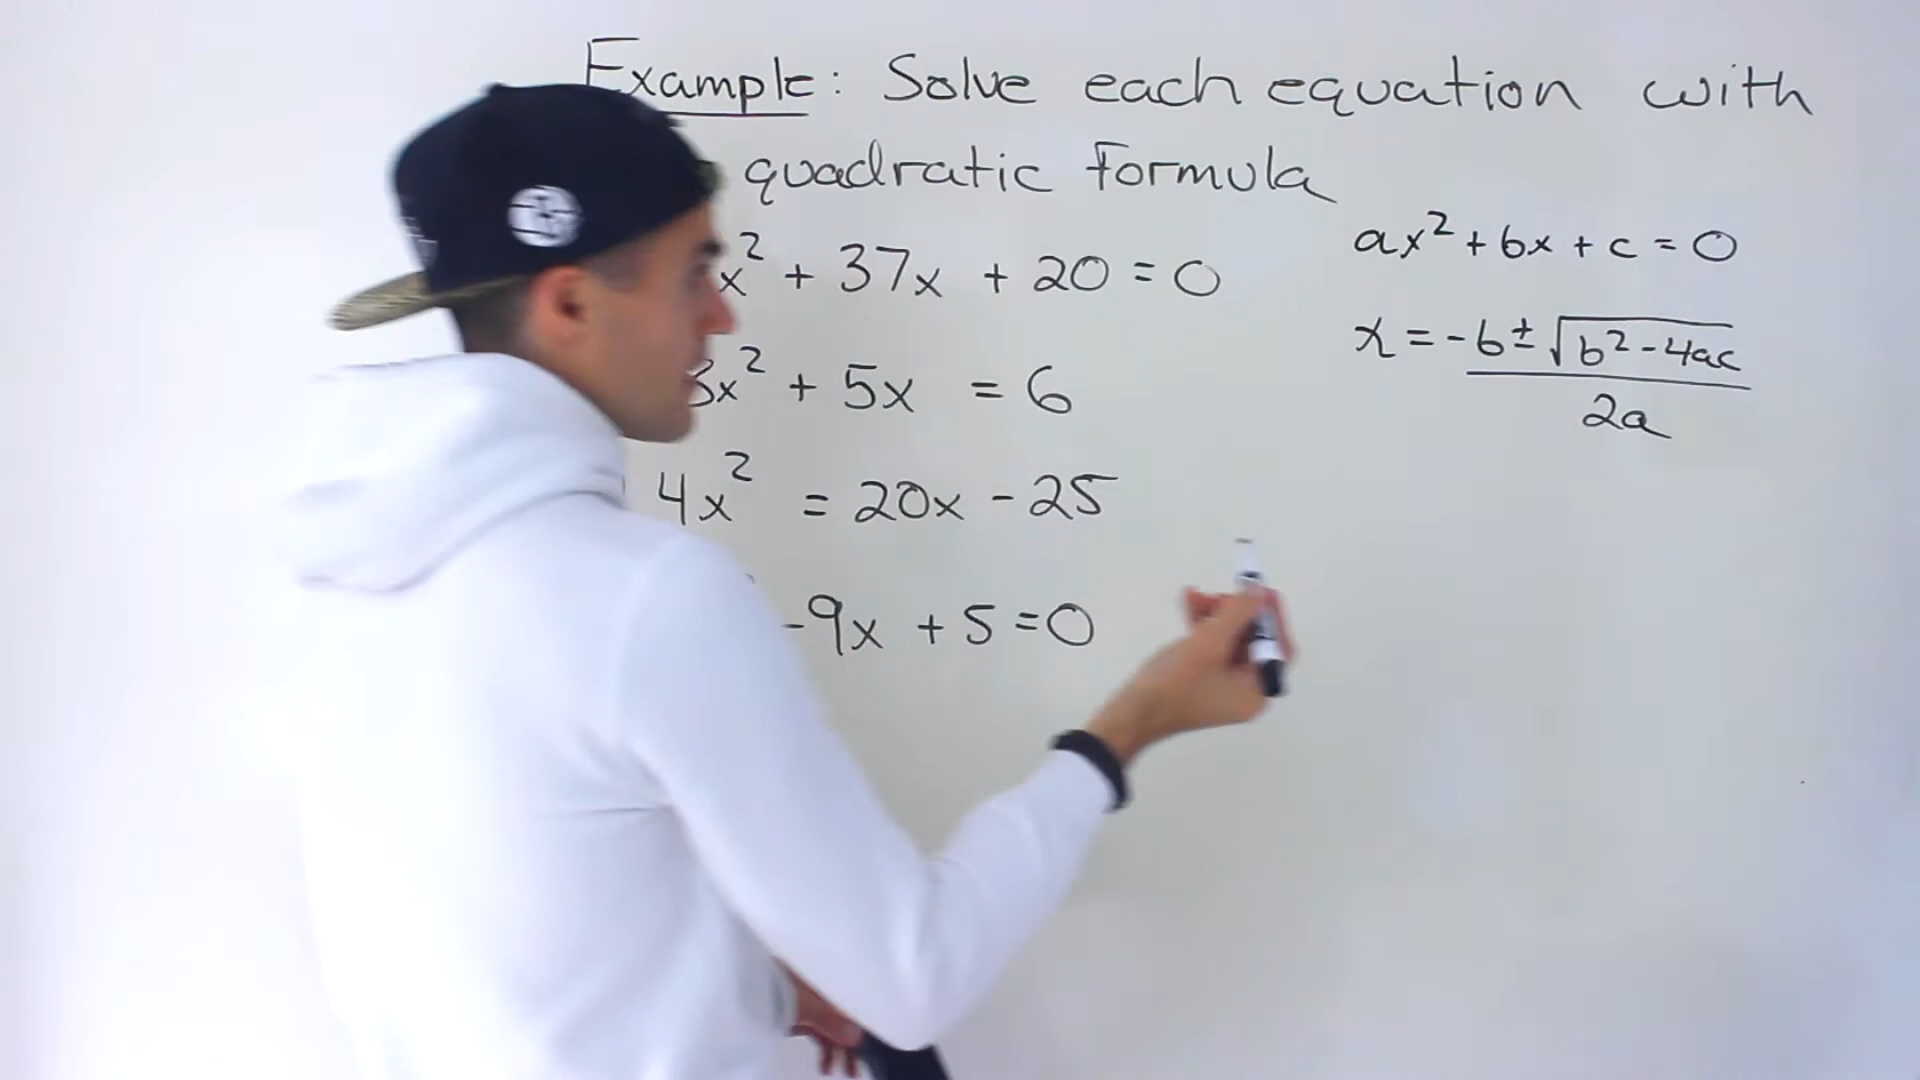 Example: Solve each equation with
quadratic formula
ax² + bx + c = 0
x² + 37x + 20 = 0
x = -b ± √b² - 4ac
2a
3x² + 5x = 6
4x² = 20x - 25
-9x + 5 = 0